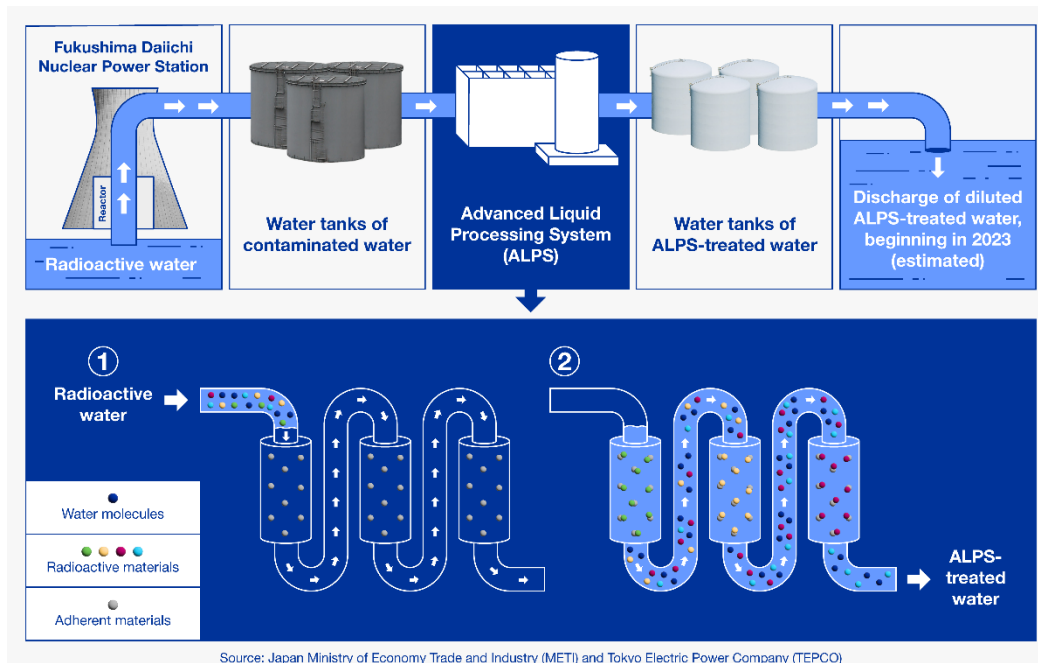 Fukushima Daiichi
Nuclear Power Station
Reactor
Radioactive water
Water tanks of
contaminated water
Advanced Liquid
Processing System
(ALPS)
Water tanks of
ALPS-treated water
Discharge of diluted
ALPS-treated water,
beginning in 2023
(estimated)
1
Radioactive
water
2
Water molecules
Radioactive materials
Adherent materials
ALPS-
treated
water
Source: Japan Ministry of Economy Trade and Industry (METI) and Tokyo Electric Power Company (TEPCO)